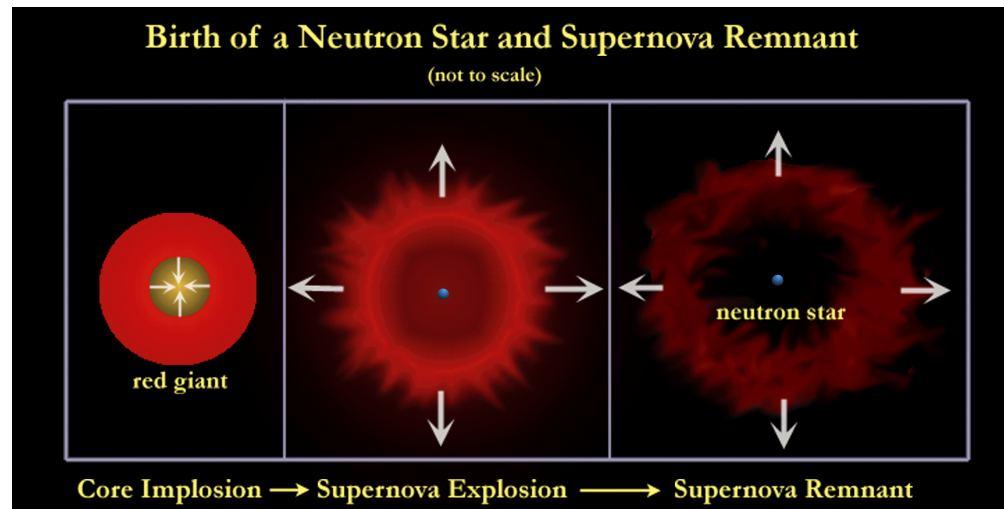 Birth of a Neutron Star and Supernova Remnant
(not to scale)
red giant
neutron star
Core Implosion → Supernova Explosion → Supernova Remnant